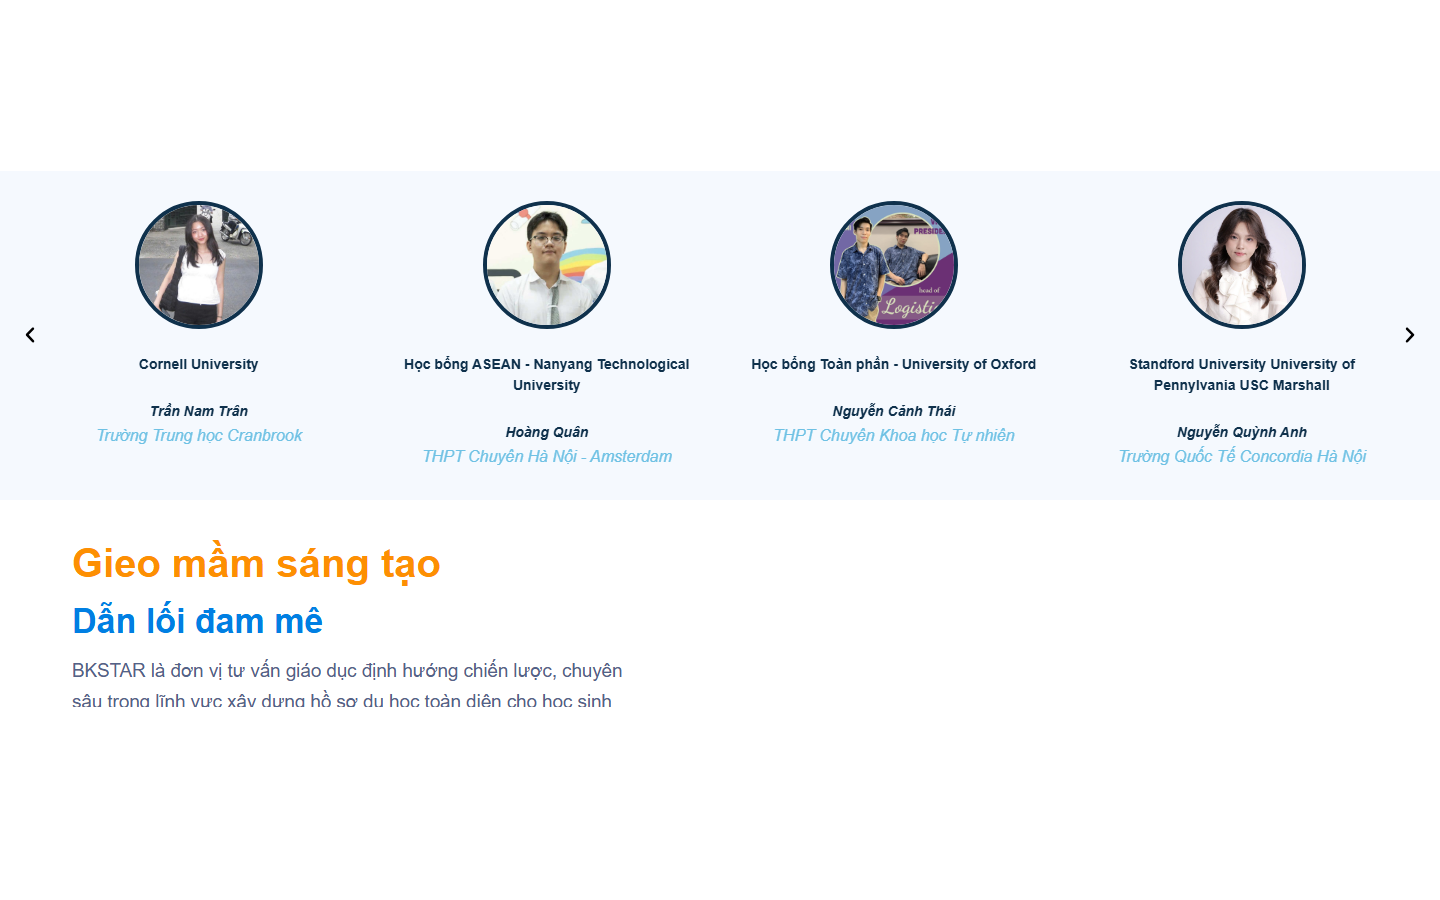 Cornell University
Trần Nam Trân
Trường Trung học Cranbrook
Học bổng ASEAN - Nanyang Technological
University
Hoàng Quân
THPT Chuyên Hà Nội - Amsterdam
PRESIDE
head of
Logisti
Học bổng Toàn phần - University of Oxford
Nguyễn Cảnh Thái
THPT Chuyên Khoa học Tự nhiên
Standford University University of
Pennylvania USC Marshall
Nguyễn Quỳnh Anh
Trường Quốc Tế Concordia Hà Nội
Gieo mầm sáng tạo
Dẫn lối đam mê
BKSTAR là đơn vị tư vấn giáo dục định hướng chiến lược, chuyên
sâu trong lĩnh vực xây dựng hồ sơ du học toàn diện cho học sinh